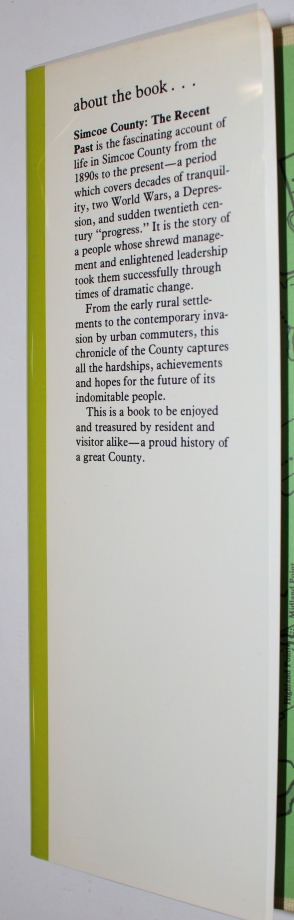 about the book . . .
Simcoe County: The Recent
Past is the fascinating account of
life in Simcoe County from the
1890s to the present—a period
which covers decades of tranquil-
ity, two World Wars, a Depres-
sion, and sudden twentieth cen-
tury "progress." It is the story of
a people whose shrewd manage-
ment and enlightened leadership
took them successfully through
times of dramatic change.
From the early rural settle-
ments to the contemporary inva-
sion by urban commuters, this
chronicle of the County captures
all the hardships, achievements
and hopes for the future of its
indomitable people.
This is a book to be enjoyed
and treasured by resident and
visitor alike—a proud history of
a great County.
Midland Point